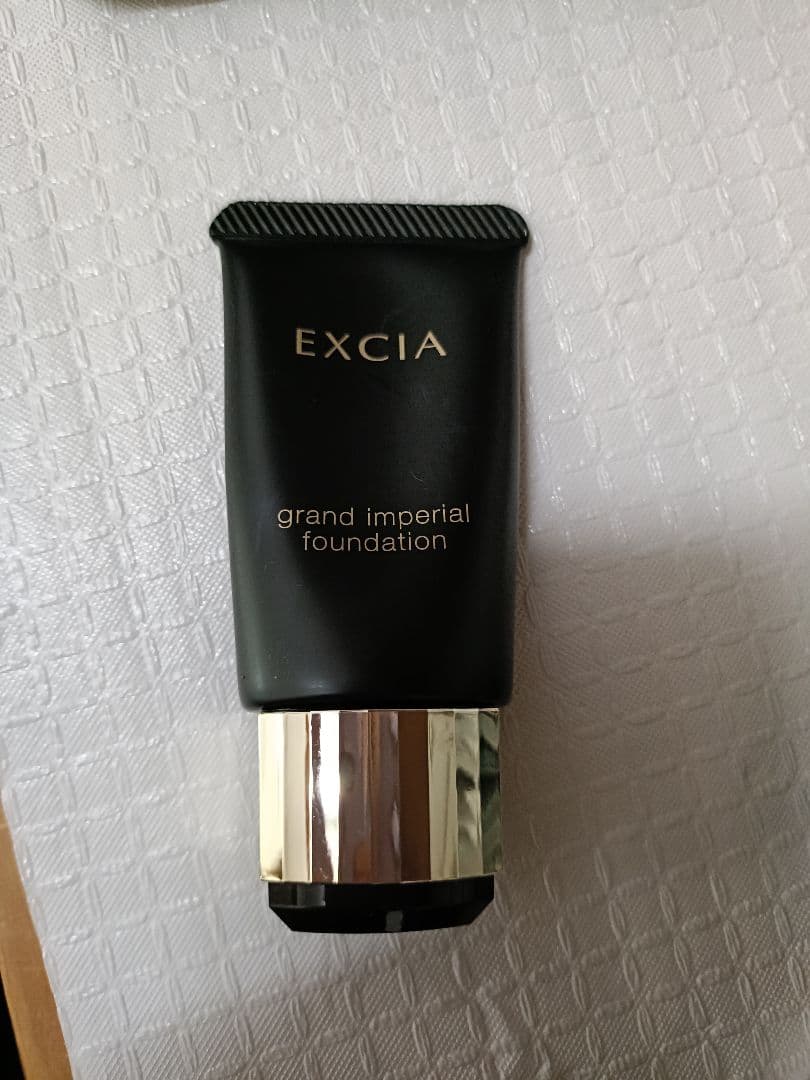 EXCIA
grand imperial
foundation